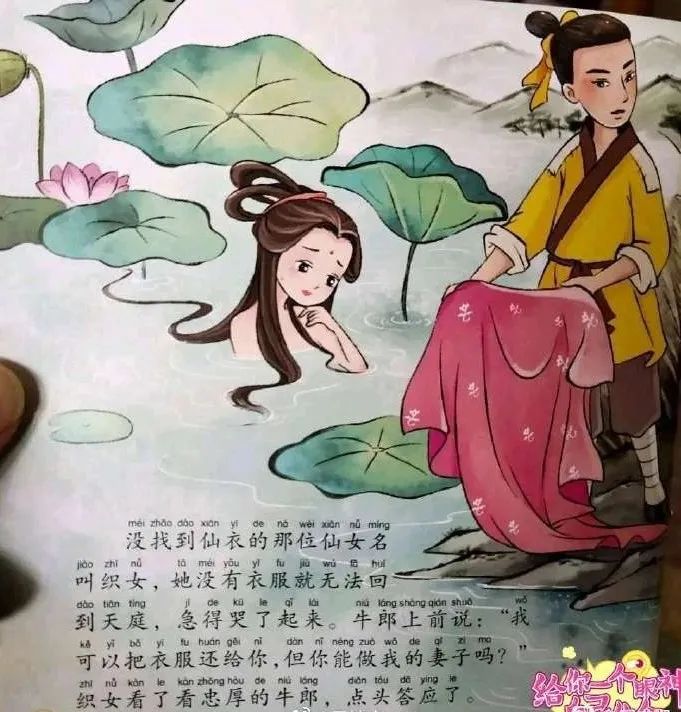 méi zhǎo dào xiān yī de nà wèi xiān nǚ míng
没找到仙衣的那位仙女名
jiào zhī nǚ tā méi yǒu yī fu jiù wú fǎ huí
叫织女，她没有衣服就无法回
dào tiān tíng jí de kū le qǐ lái niú láng shàng qián shuō wǒ
到天庭，急得哭了起来。牛郎上前说：“我
kě yǐ bǎ yī fu huán gěi nǐ dàn nǐ néng zuò wǒ de qī zi ma
可以把衣服还给你，但你能做我的妻子吗？”
zhī nǚ kàn le kàn zhōng hòu de niú láng diǎn tóu dā ying le
织女看了看忠厚的牛郎，点头答应了。
给你一个眼神